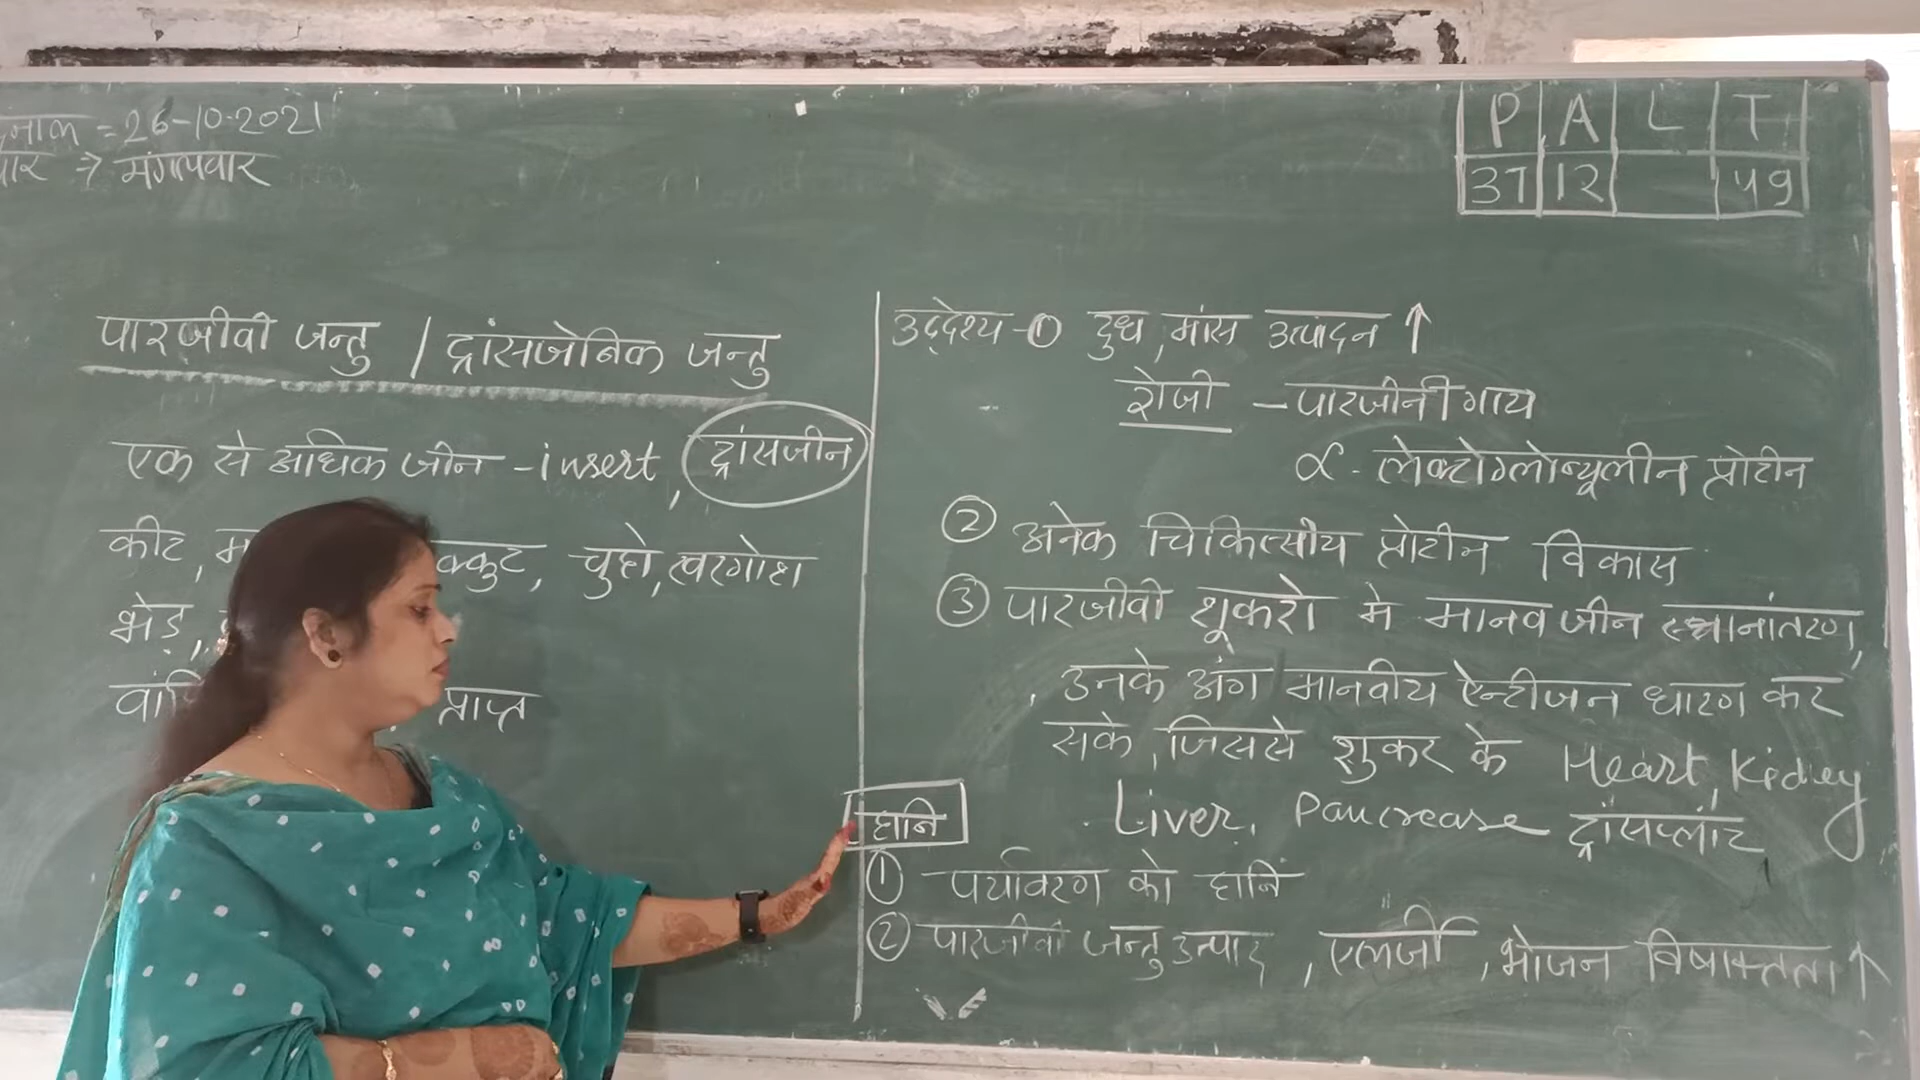 = 26-10-2021
वार → मंगलवार
P A L T
37 12 49
पारजीवी जन्तु / ट्रांसजेनिक जन्तु
एक से अधिक जीन - insert, ट्रांसजीन
कीट, चुहे, खरगोश
भेड़,
प्राप्त
उद्देश्य - ① दुध, मांस उत्पादन ↑
रोजी - पारजीनी गाय
α - लेक्टोग्लोब्यूलीन प्रोटीन
② अनेक चिकित्सीय प्रोटीन विकास
③ पारजीवी शूकरो मे मानव जीन स्थानांतरण,
उनके अंग मानवीय ऐन्टीजन धारण कर
सके, जिससे शुकर के Heart, Kidney
Liver, Pancrease ट्रांसप्लांट
हानि
① पर्यावरण को हानि
② पारजीवी जन्तु उत्पाद, एलर्जी, भोजन विषाक्तता ↑